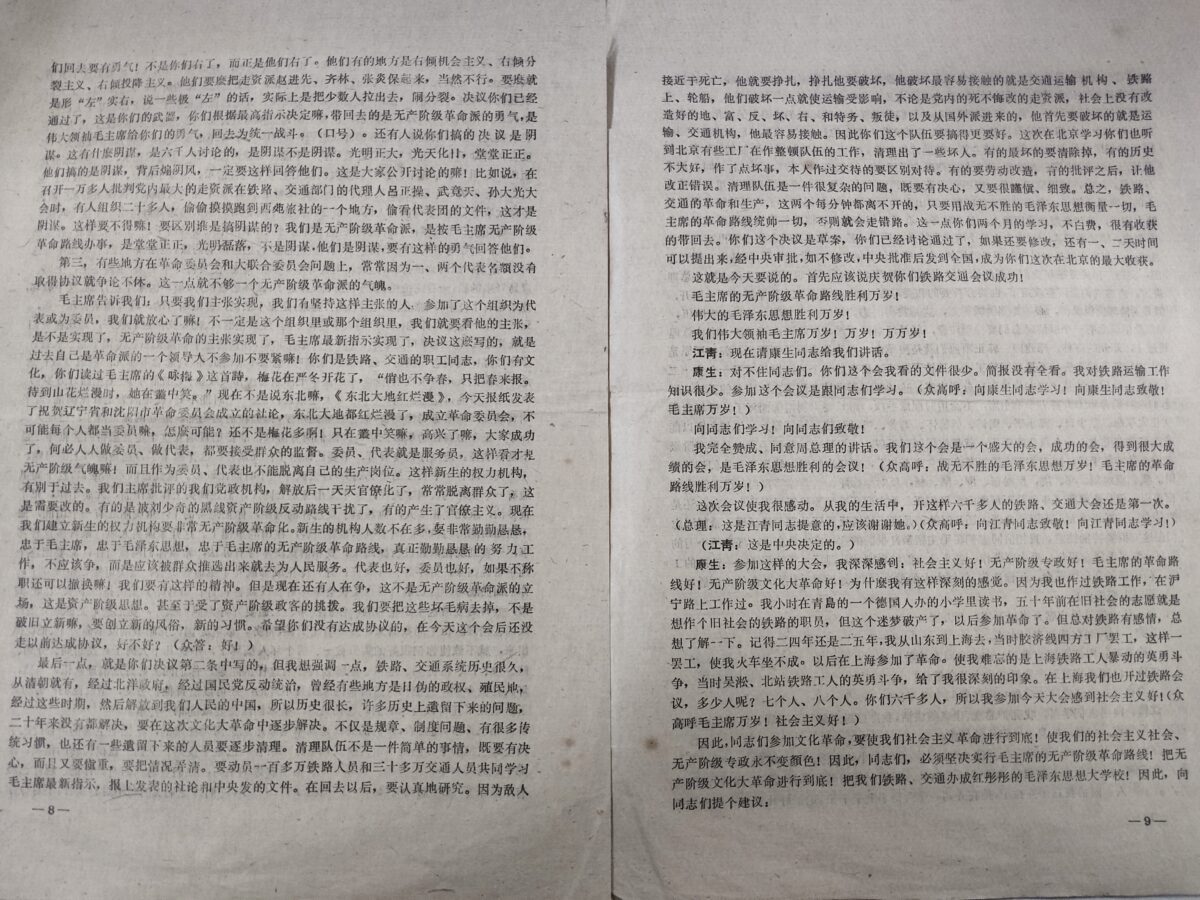 们回去要有勇气！不是你们右了，而正是他们右了。他们有的地方是右倾机会主义、右倾分
裂主义、右倾投降主义。他们要麽把走资派赵进先、齐林、张炎保起来，当然不行。要麽就
是形“左”实右，说一些极“左”的话，实际上是把少数人拉出去，闹分裂。决议你们已经
通过了，这是你们的武器，你们根据最高指示决定嘛，带回去的是无产阶级革命派的勇气，是
伟大领袖毛主席给你们的勇气，回去为统一战斗。（口号）。还有人说你们搞的决议是阴
谋。这有什麽阴谋，是六千人讨论的，是阴谋不是阴谋。光明正大，光天化日，堂堂正正。
他们搞的是阴谋，背后煽阴风，一定要这样回答他们。这是大家公开讨论的嘛！比如说，在
召开一万多人批判党内最大的走资派在铁路、交通部门的代理人吕正操、武竞天、孙大光大
会时，有人组织二十多人，偷偷摸摸跑到西苑旅社的一个地方，偷看代表团的文件，这才是
阴谋。这样要不得嘛！要区别谁是搞阴谋的？我们是无产阶级革命派，是按毛主席无产阶级
革命路线办事，是堂堂正正，光明磊落，不是阴谋，他们是阴谋，要有这样的勇气回答他们。
第三，有些地方在革命委员会和大联合委员会问题上，常常因为一、两个代表名额没有
取得协议就争论不休。这一点就不够一个无产阶级革命派的气魄。
毛主席告诉我们：只要我们主张实现，我们有坚持这样主张的人，参加了这个组织为代
表或为委员，我们就放心了嘛！不一定是这个组织里或那个组织里，我们就要看他的主张，
是不是实现了，无产阶级革命的主张实现了，毛主席最新指示实现了，决议这麽写的，就是
过去自己是革命派的一个领导人不参加不要紧嘛！你们是铁路、交通的职工同志，你们有文
化，你们读过毛主席的《咏梅》这首诗，梅花在严冬开花了，“俏也不争春，只把春来报。
待到山花烂漫时，她在丛中笑。”现在不是说东北嘛，《东北大地红烂漫》，今天报纸发表
了祝贺辽宁省和沈阳市革命委员会成立的社论，东北大地都红烂漫了，成立革命委员会，不
可能每个人都当委员嘛，怎麽可能？还不是梅花多啊！只在丛中笑嘛，高兴了嘛，大家成功
了，何必人人做委员、做代表，都要接受群众的监督。委员、代表就是服务员，这样看才是
无产阶级气魄嘛！而且作为委员、代表也不能脱离自己的生产岗位。这样新生的权力机构，
有别于过去。我们主席批评的我们党政机构，解放后一天天官僚化了，常常脱离群众了，这
是需要改的。有的是被刘少奇的黑线资产阶级反动路线干扰了，有的产生了官僚主义。现在
我们建立新生的权力机构要非常无产阶级革命化。新生的机构人数不在多，要非常勤勤恳恳，
忠于毛主席，忠于毛泽东思想，忠于毛主席的无产阶级革命路线，真正勤勤恳恳的努力工
作，不应该争，而是应该被群众推选出来就去为人民服务。代表也好，委员也好，如果不称
职还可以撤换嘛！我们要有这样的精神。但是现在还有人在争，这不是无产阶级革命派的立
场，这是资产阶级思想。甚至于受了资产阶级政客的挑拨。我们要把这些坏毛病去掉，不是
破旧立新嘛，要创立新的风俗，新的习惯。希望你们没有达成协议的，在今天这个会后还没
走以前达成协议，好不好？（众答：好！）
最后一点，就是你们决议第二条中写的，但我想强调一点，铁路、交通系统历史很久，
从清朝就有，经过北洋政府，经过国民党反动统治，曾经有些地方是日伪的政权、殖民地，
经过这些时期，然后解放到我们人民的中国，所以历史很长，许多历史上遗留下来的问题，
二十年来没有都解决，要在这次文化大革命中逐步解决。不仅是规章、制度问题，有很多传
统习惯，也还有一些遗留下来的人员要逐步清理。清理队伍不是一件简单的事情，既要有决
心，而且又要慎重，要把情况弄清。要动员一百多万铁路人员和三十多万交通人员共同学习
毛主席最新指示，报上发表的社论和中央发的文件。在回去以后，要认真地研究。因为敌人
—8—
接近于死亡，他就要挣扎，挣扎他要破坏，他破坏最容易接触的就是交通运输机构、铁路
上、轮船，他们破坏一点就使运输受影响，不论是党内的死不悔改的走资派，社会上没有改
造好的地、富、反、坏、右、和特务、叛徒，以及从国外派进来的，他首先要破坏的就是运
输、交通机构，他最容易接触。因此你们这个队伍要搞得更要好。这次在北京学习你们也听
到北京有些工厂在作整顿队伍的工作，清理出了一些坏人。有的最坏的要清除掉，有的历史
不大好，作了点坏事，本人作过交待的要区别对待。有的要劳动改造，言的批评之后，让他
改正错误。清理队伍是一件很复杂的问题，既要有决心，又要很谨慎、细致。总之，铁路、
交通的革命和生产，这两个每分钟都离不开的，只要用战无不胜的毛泽东思想衡量一切，毛
主席的革命路线统帅一切，否则就会走错路。这一点你们两个月的学习，不白费，很有收获
的带回去。你们这个决议是草案，你们已经讨论通过了，如果还要修改，还有一、二天时间
可以提出来，经中央审批，如不修改，中央批准后发到全国，成为你们这次在北京的最大收获。
这就是今天要说的。首先应该说庆贺你们铁路交通会议成功！
毛主席的无产阶级革命路线胜利万岁！
伟大的毛泽东思想胜利万岁！
我们伟大领袖毛主席万岁！万岁！万万岁！
江青：现在请康生同志给我们讲话。
康生：对不住同志们。你们这个会我看的文件很少。简报没有全看。我对铁路运输工作
知识很少。参加这个会议是跟同志们学习。（众高呼：向康生同志学习！向康生同志致敬！
毛主席万岁！）
向同志们学习！向同志们致敬！
我完全赞成、同意周总理的讲话。我们这个会是一个盛大的会，成功的会，得到很大成
绩的会，是毛泽东思想胜利的会议！（众高呼：战无不胜的毛泽东思想万岁！毛主席的革命
路线胜利万岁！）
这次会议使我很感动。从我的生活中，开这样六千多人的铁路、交通大会还是第一次。
（总理：这是江青同志提意的，应该谢谢她。）（众高呼：向江青同志致敬！向江青同志学习！）
（江青：这是中央决定的。）
康生：参加这样的大会，我深深感到：社会主义好！无产阶级专政好！毛主席的革命路
线好！无产阶级文化大革命好！为什麽我有这样深刻的感觉。因为我也作过铁路工作，在沪
宁路上工作过。我小时在青岛的一个德国人办的小学里读书，五十年前在旧社会的志愿就是
想作个旧社会的铁路的职员，但这个迷梦破产了，以后参加革命了。但总对铁路有感情，总
想了解一下。记得二四年还是二五年，我从山东到上海去，当时胶济线四方工厂罢工，这样一
罢工，使我火车坐不成。以后在上海参加了革命。使我难忘的是上海铁路工人暴动的英勇斗
争，当时吴淞、北站铁路工人的英勇斗争，给了我很深刻的印象。在上海我们也开过铁路会
议，多少人呢？七个人、八个人。你们六千多人，所以我参加今天大会感到社会主义好！（众
高呼毛主席万岁！社会主义好！）
因此，同志们参加文化革命，要使我们社会主义革命进行到底！使我们的社会主义社会、
无产阶级专政永不变颜色！因此，同志们，必须坚决实行毛主席的无产阶级革命路线！把无
产阶级文化大革命进行到底！把我们铁路、交通办成红彤彤的毛泽东思想大学校！因此，向
同志们提个建议：
—9—